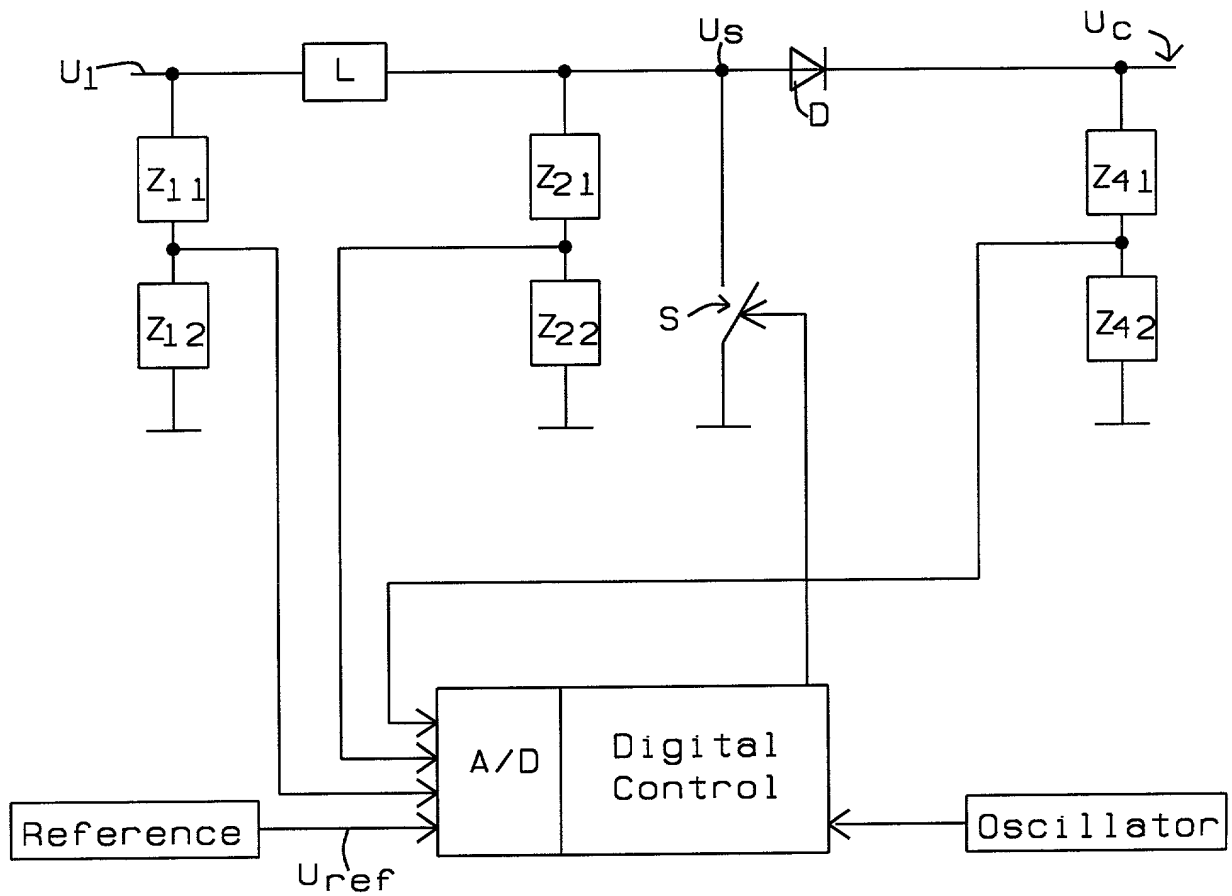 U1
L
Us
D
Uc
Z11
Z21
Z41
Z12
Z22
S
Z42
A/D
Digital
Control
Reference
Uref
Oscillator